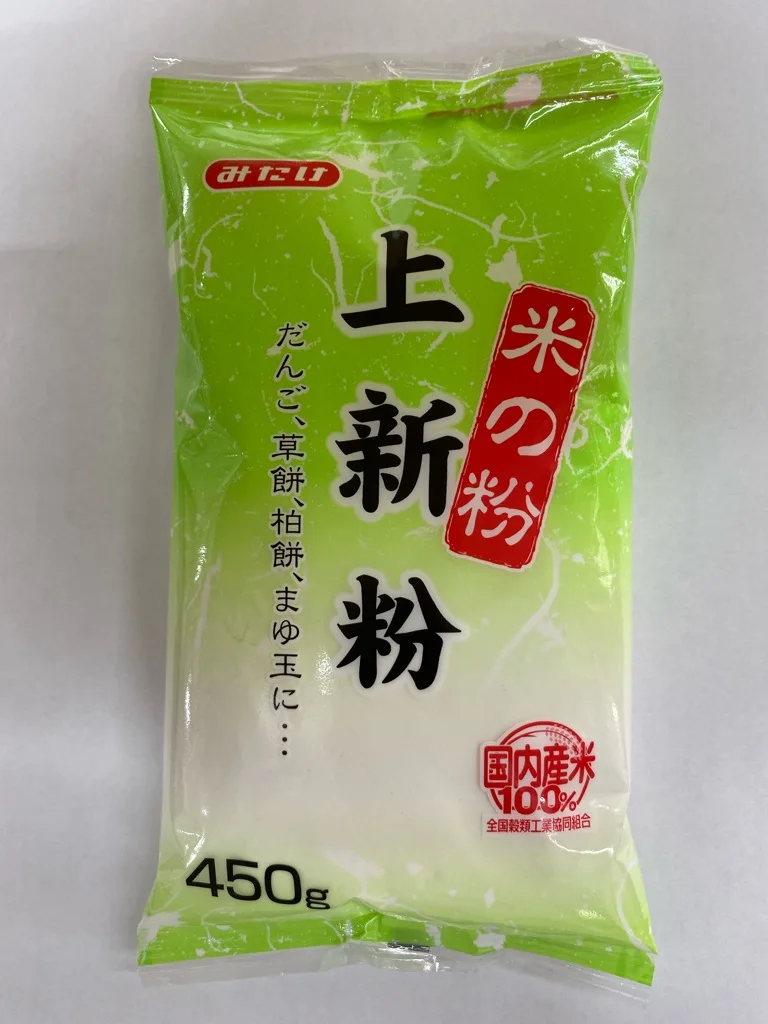 みたけ
米の粉
上新粉
だんご、草餅、柏餅、まゆ玉に…
国内産米
100%
全国穀類工業協同組合
450g